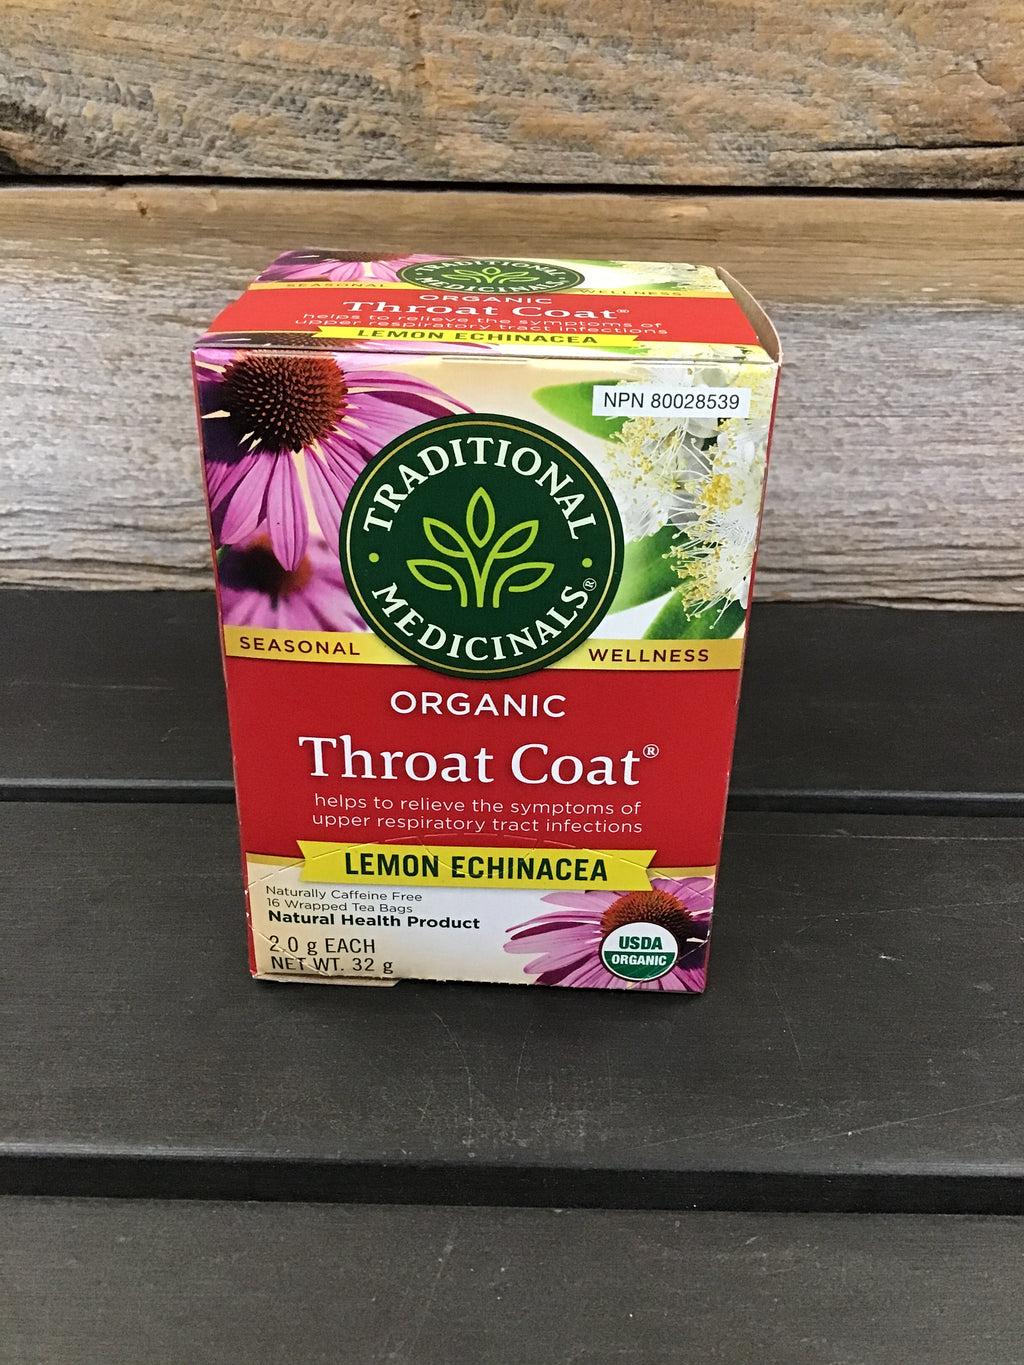 TRADITIONAL
MEDICINALS
SEASONAL
WELLNESS
ORGANIC
Throat Coat®
helps to relieve the symptoms of
upper respiratory tract infections
LEMON ECHINACEA
NPN 80028539
TRADITIONAL
MEDICINALS®
SEASONAL
WELLNESS
ORGANIC
Throat Coat®
helps to relieve the symptoms of
upper respiratory tract infections
LEMON ECHINACEA
Naturally Caffeine Free
16 Wrapped Tea Bags
Natural Health Product
2.0 g EACH
NET WT. 32 g
USDA
ORGANIC